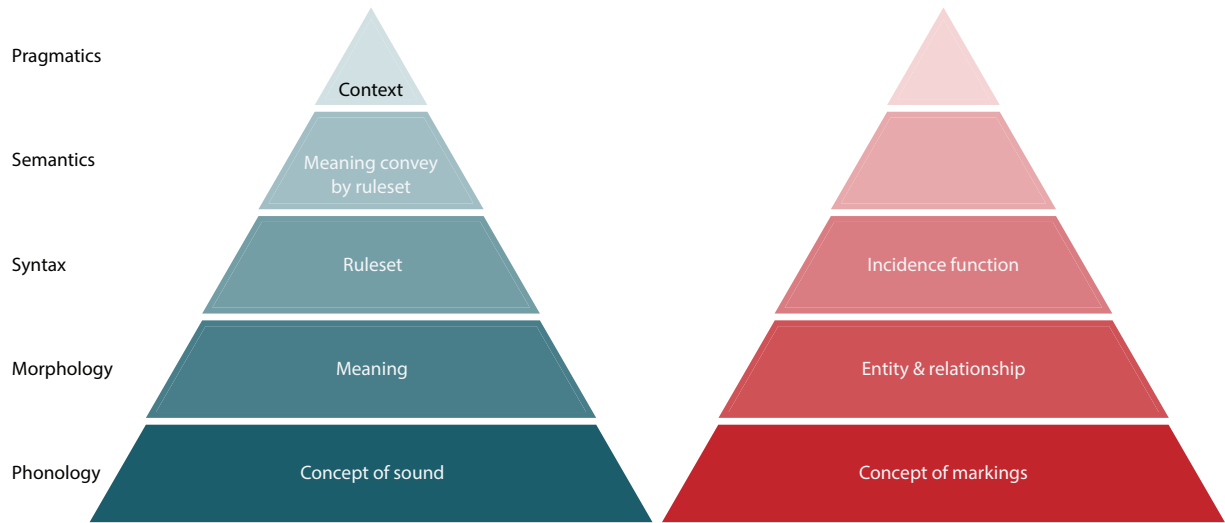 Pragmatics
Context
Semantics
Meaning convey
by ruleset
Syntax
Ruleset
Incidence function
Morphology
Meaning
Entity & relationship
Phonology
Concept of sound
Concept of markings